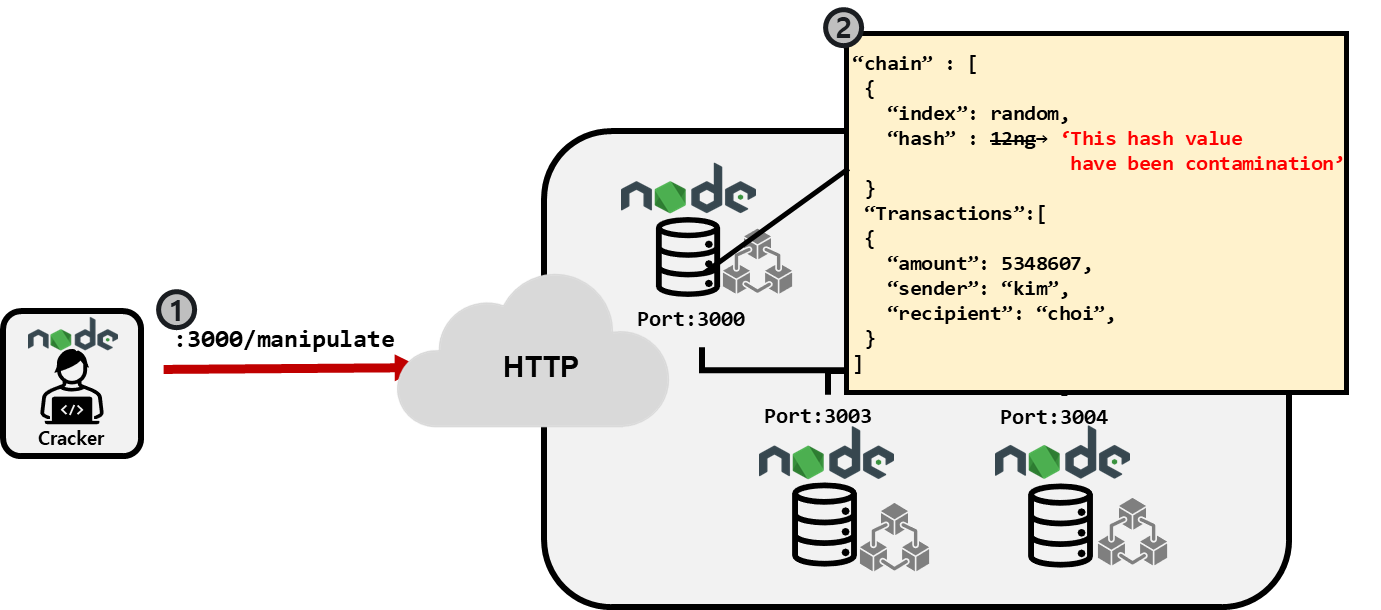 1
:3000/manipulate
node
Cracker
HTTP
node
Port:3000
2
“chain” : [
{
“index”: random,
“hash” : 12ng→ ‘This hash value
have been contamination’
}
“Transactions”:[
{
“amount”: 5348607,
“sender”: “kim”,
“recipient”: “choi”,
}
]
Port:3003
node
Port:3004
node